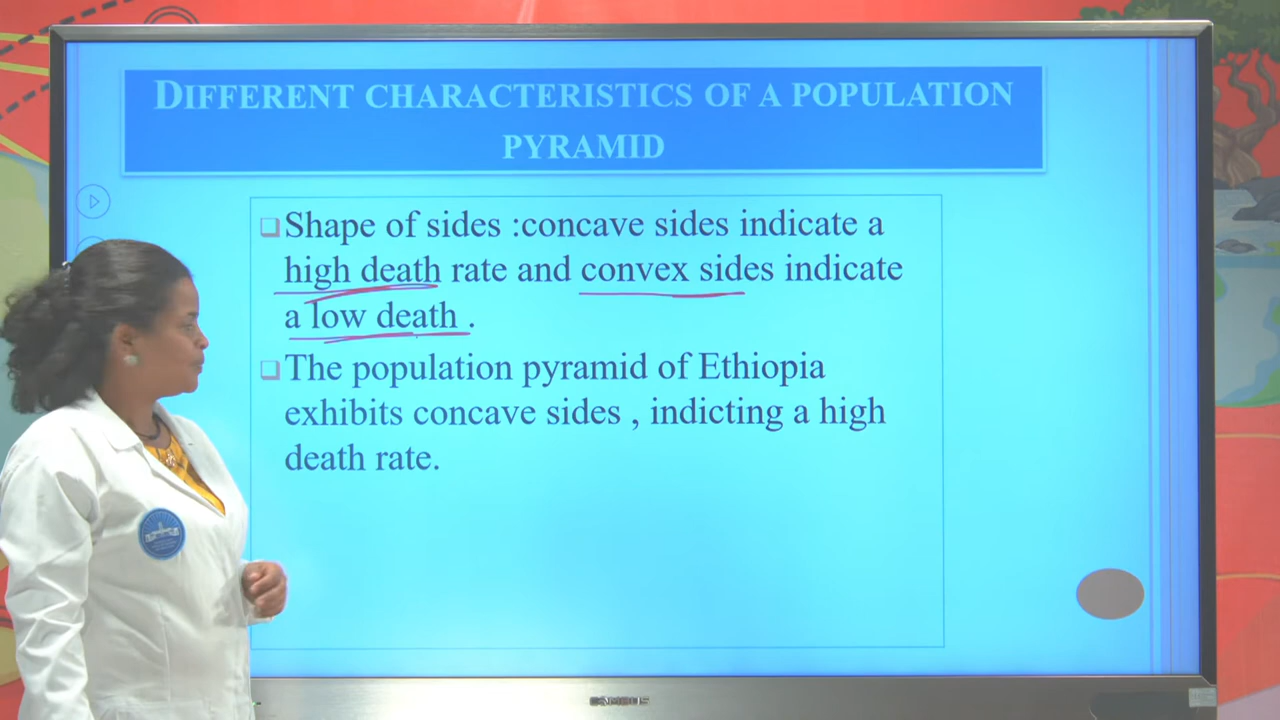 DIFFERENT CHARACTERISTICS OF A POPULATION
PYRAMID
Shape of sides :concave sides indicate a
high death rate and convex sides indicate
a low death .
The population pyramid of Ethiopia
exhibits concave sides , indicting a high
death rate.